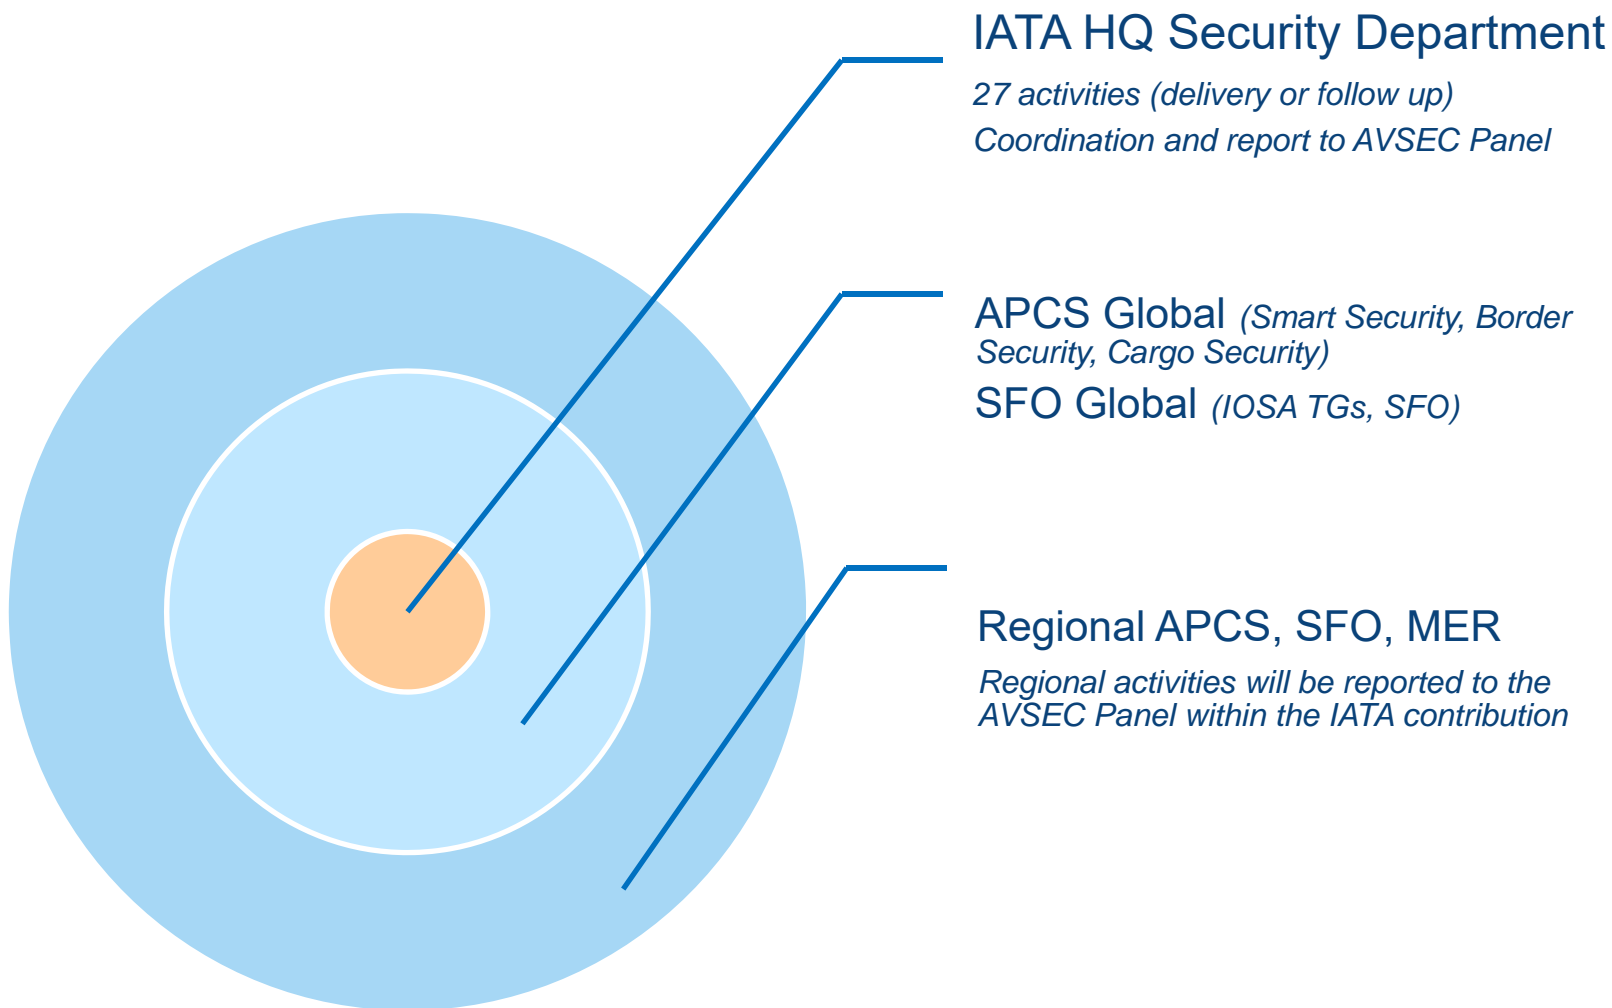 IATA HQ Security Department
27 activities (delivery or follow up)
Coordination and report to AVSEC Panel
APCS Global (Smart Security, Border
Security, Cargo Security)
SFO Global (IOSA TGs, SFO)
Regional APCS, SFO, MER
Regional activities will be reported to the
AVSEC Panel within the IATA contribution